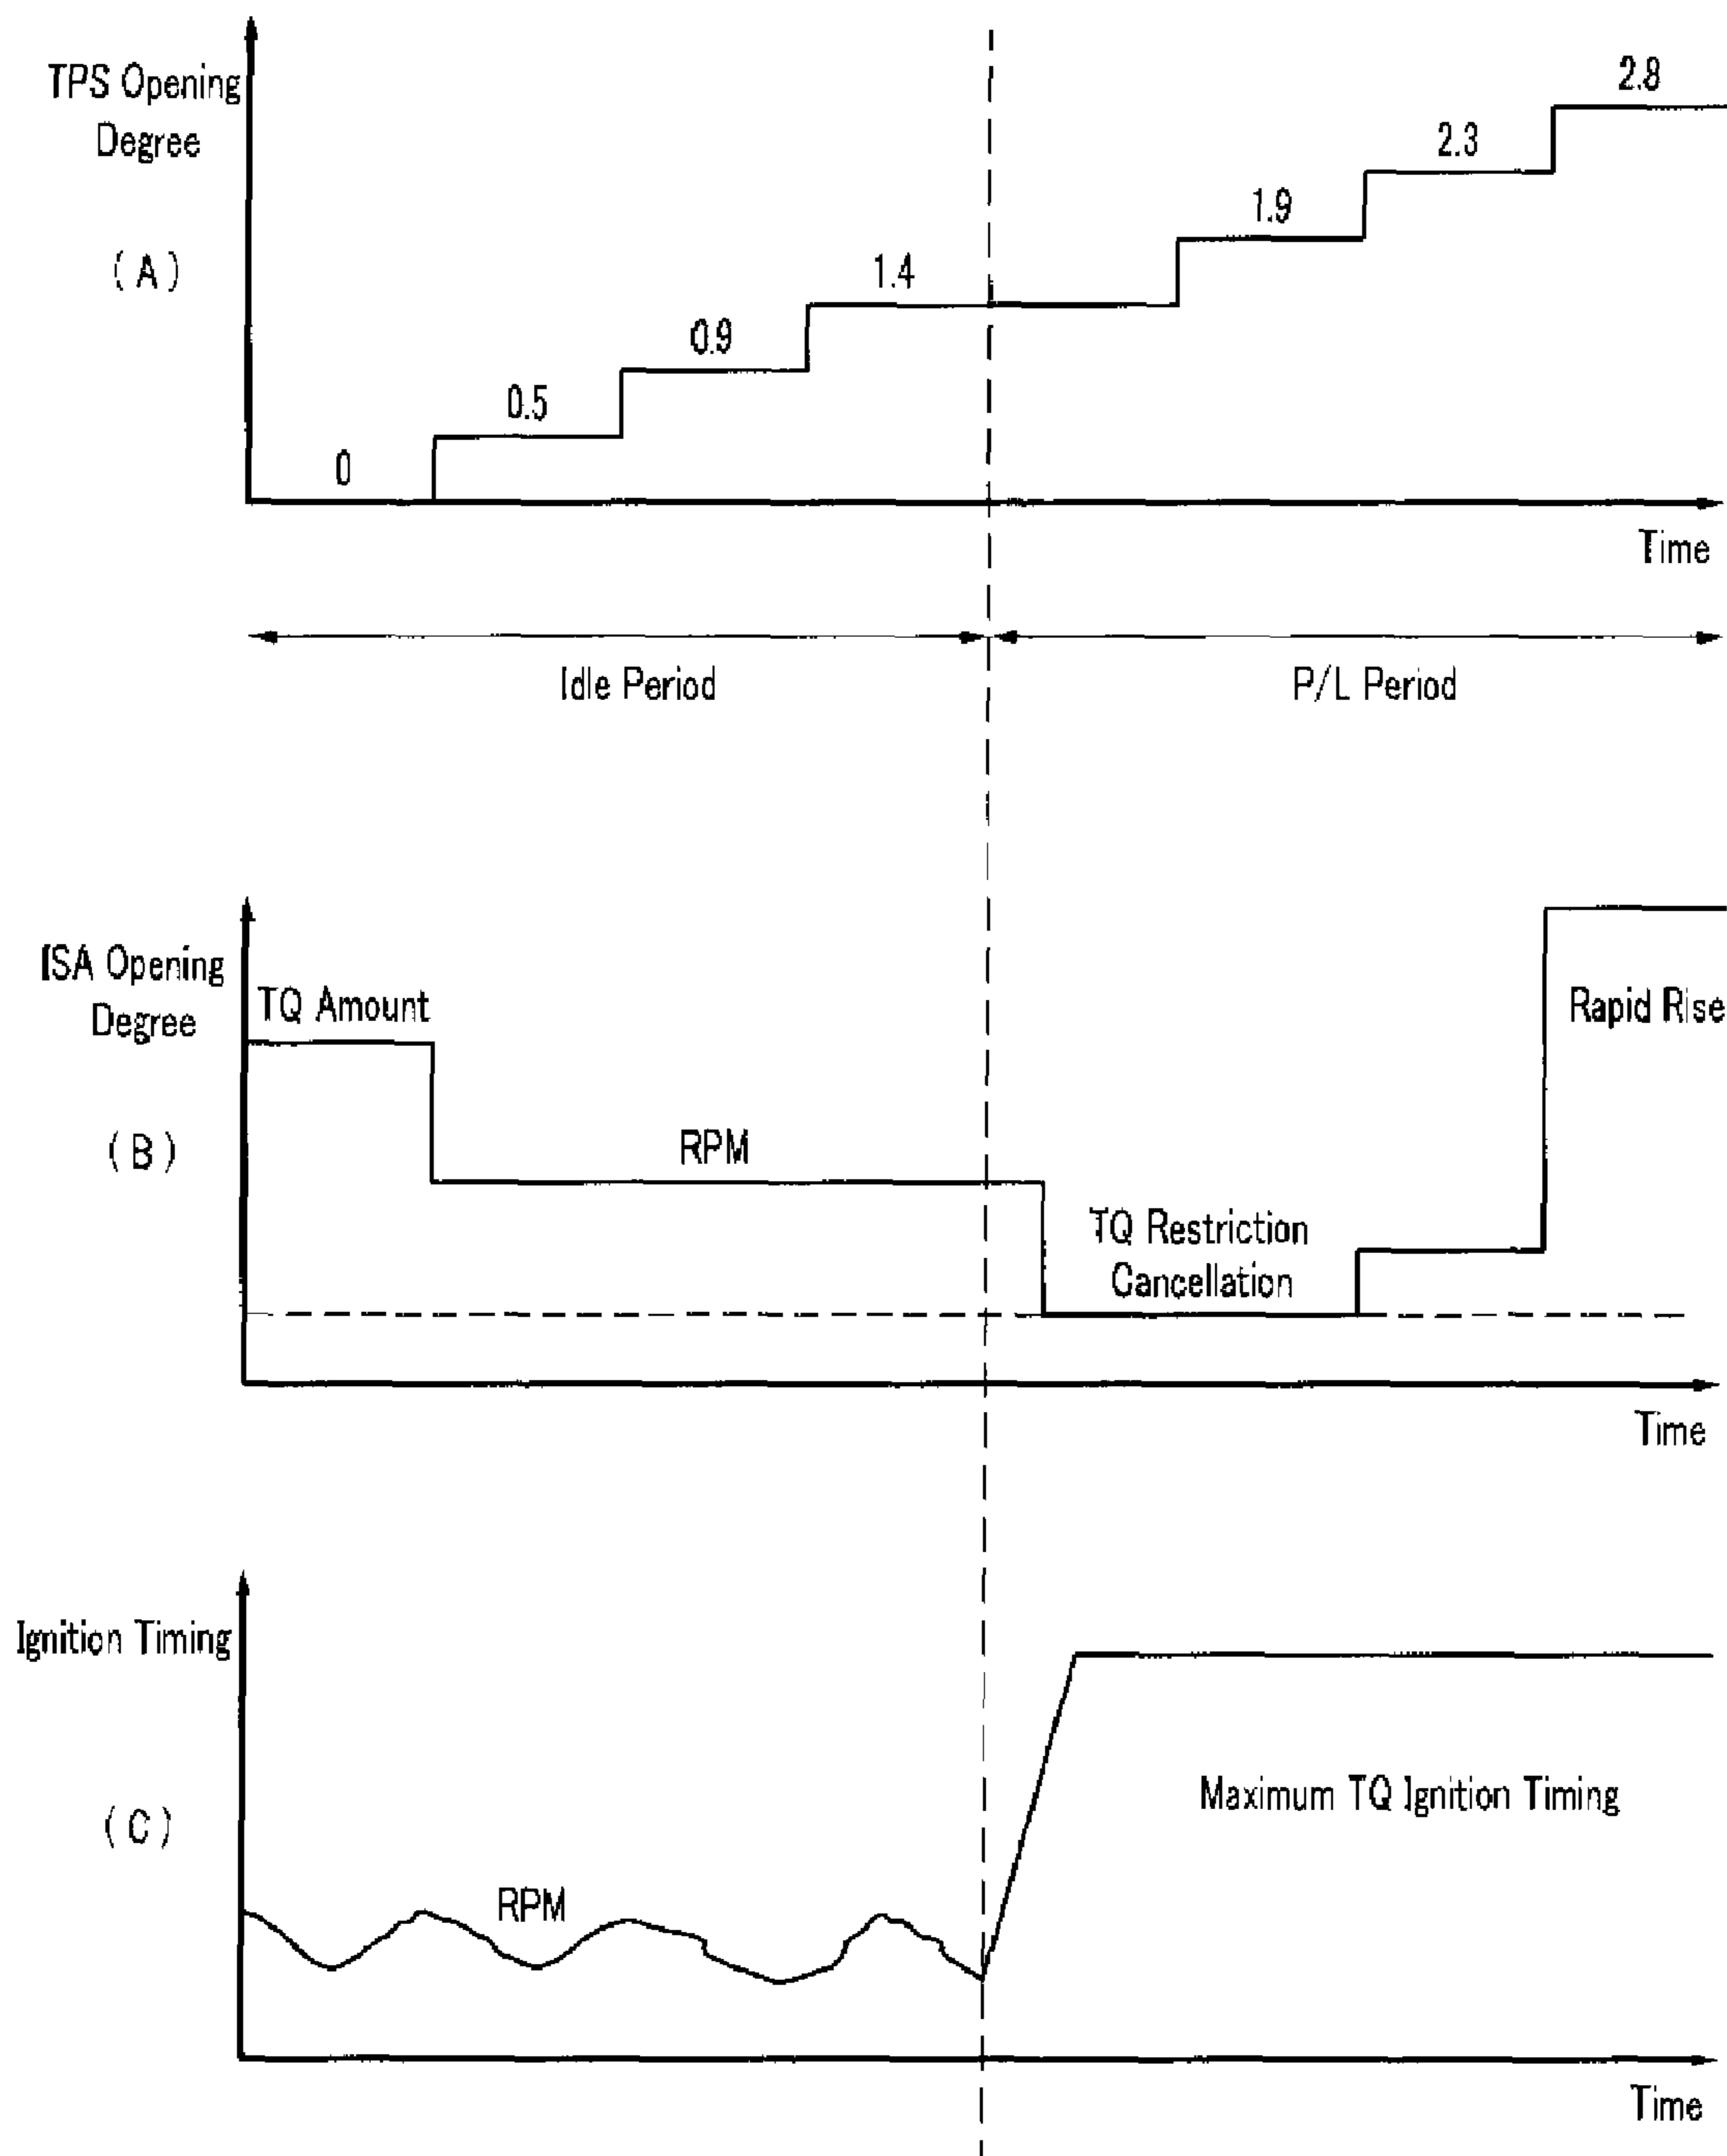 TPS Opening
Degree
(A)
0
0.5
0.9
1.4
1.9
2.3
2.8
Time
Idle Period
P/L Period
ISA Opening
Degree
(B)
TQ Amount
RPM
TQ Restriction
Cancellation
Rapid Rise
Time
Ignition Timing
(C)
RPM
Maximum TQ Ignition Timing
Time